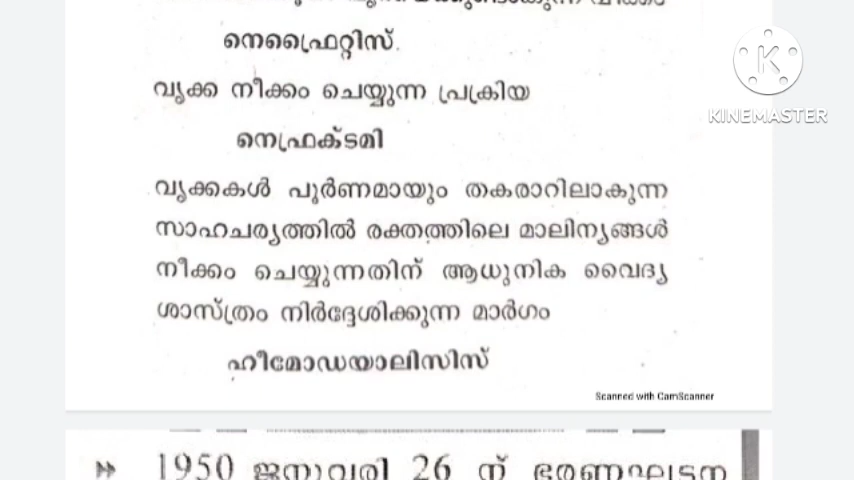 നെഫ്രൈറ്റിസ്.
വൃക്ക നീക്കം ചെയ്യുന്ന പ്രക്രിയ
നെഫ്രക്ടമി
വൃക്കകൾ പൂർണമായും തകരാറിലാകുന്ന
സാഹചര്യത്തിൽ രക്തത്തിലെ മാലിന്യങ്ങൾ
നീക്കം ചെയ്യുന്നതിന് ആധുനിക വൈദ്യ
ശാസ്ത്രം നിർദ്ദേശിക്കുന്ന മാർഗം
ഹീമോഡയാലിസിസ്
Scanned with CamScanner
1950 ജനുവരി 26 ന് ഭരണഘടന
K
KINEMASTER